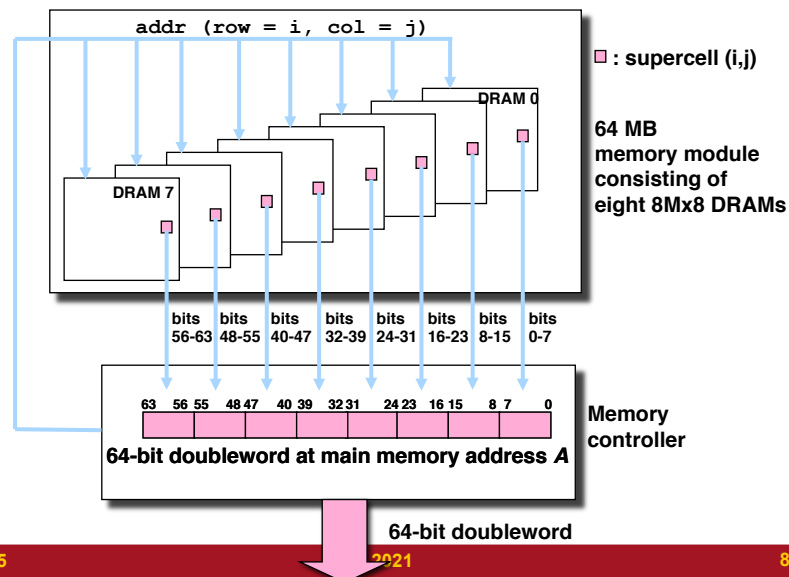 addr (row = i, col = j)
: supercell (i,j)
DRAM 0
64 MB
memory module
consisting of
eight 8Mx8 DRAMs
DRAM 7
bits bits bits bits bits bits bits bits
56-63 48-55 40-47 32-39 24-31 16-23 8-15 0-7
63 56 55 48 47 40 39 32 31 24 23 16 15 8 7 0
Memory
controller
64-bit doubleword at main memory address A
64-bit doubleword
5 8